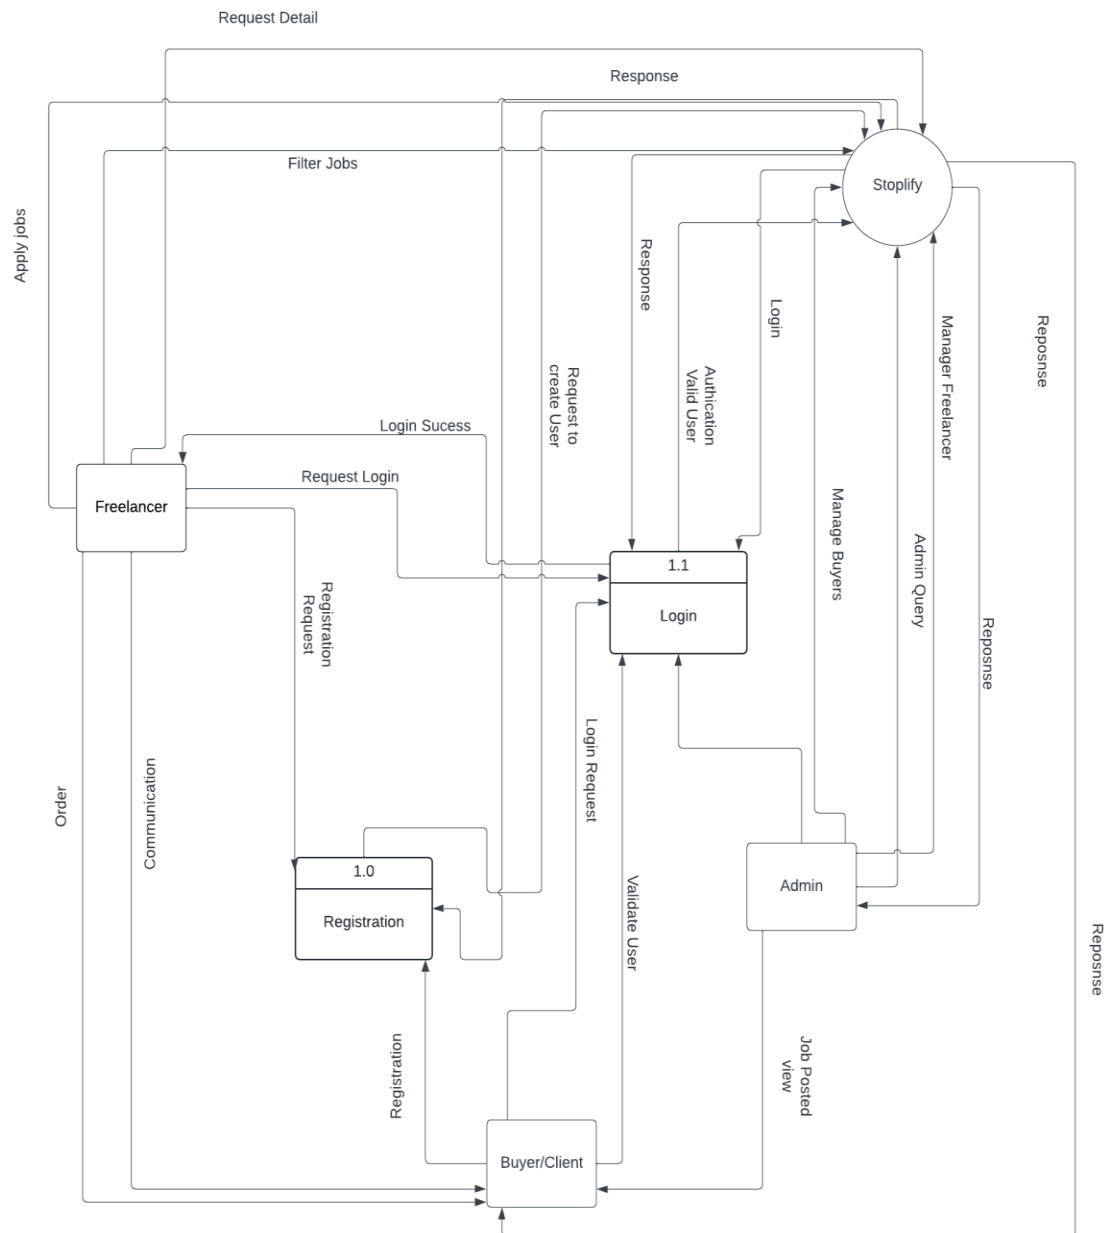 Request Detail
Response
Filter Jobs
Stoplify
Apply jobs
Response
Login
Reposnse
Manager Freelancer
Request to
create User
Authication
Valid User
Login Sucess
Request Login
Freelancer
Manage Buyers
Admin Query
1.1
Login
Registration
Request
Reposnse
Login Request
Order
Communication
1.0
Registration
Validate User
Admin
Reposnse
Registration
Job Posted
view
Buyer/Client